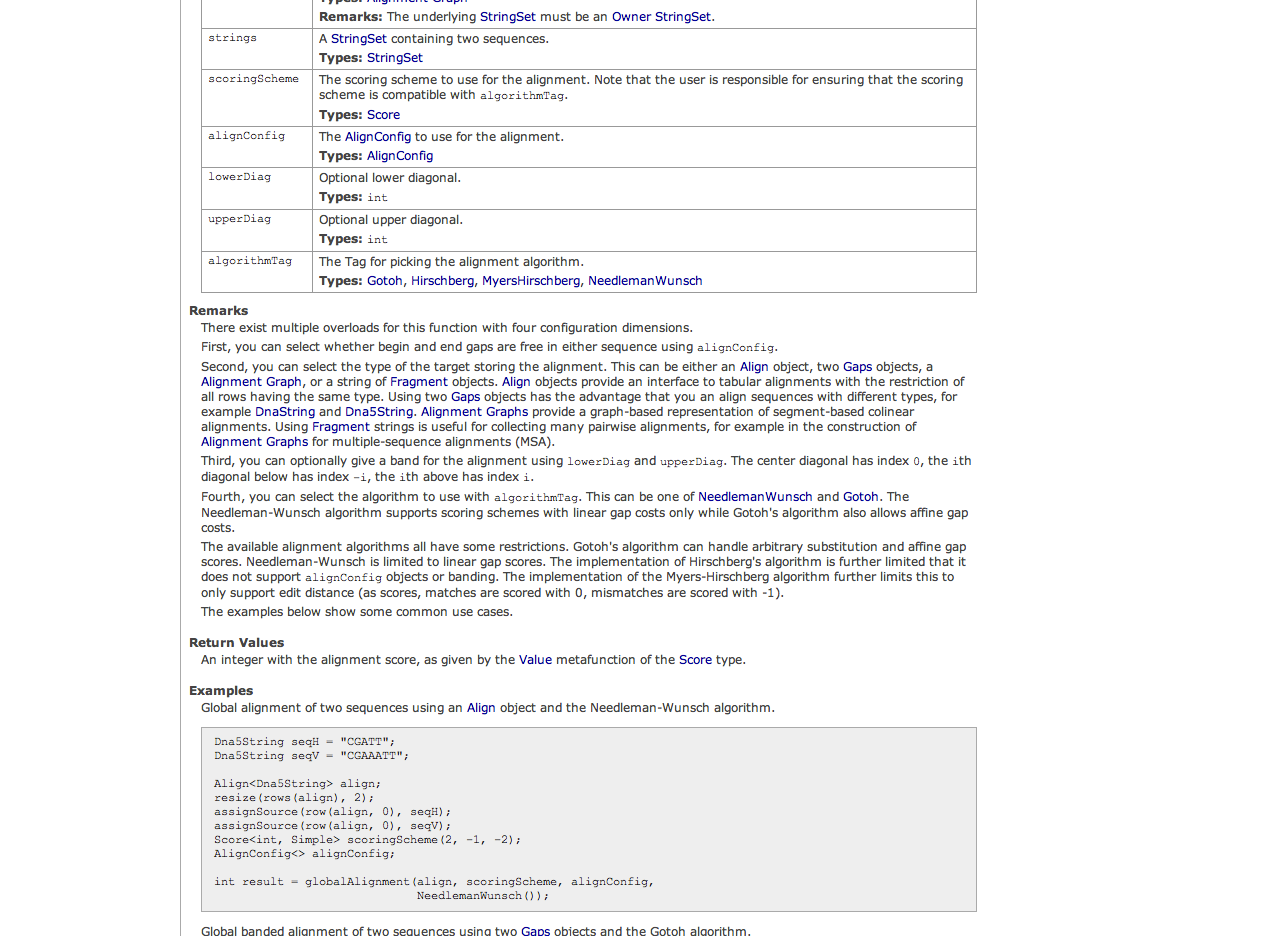 Types: Alignment Graph
Remarks: The underlying StringSet must be an Owner StringSet.
strings
A StringSet containing two sequences.
Types: StringSet
scoringScheme
The scoring scheme to use for the alignment. Note that the user is responsible for ensuring that the scoring
scheme is compatible with algorithmTag.
Types: Score
alignConfig
The AlignConfig to use for the alignment.
Types: AlignConfig
lowerDiag
Optional lower diagonal.
Types: int
upperDiag
Optional upper diagonal.
Types: int
algorithmTag
The Tag for picking the alignment algorithm.
Types: Gotoh, Hirschberg, MyersHirschberg, NeedlemanWunsch
Remarks
There exist multiple overloads for this function with four configuration dimensions.
First, you can select whether begin and end gaps are free in either sequence using alignConfig.
Second, you can select the type of the target storing the alignment. This can be either an Align object, two Gaps objects, a
Alignment Graph, or a string of Fragment objects. Align objects provide an interface to tabular alignments with the restriction of
all rows having the same type. Using two Gaps objects has the advantage that you an align sequences with different types, for
example DnaString and Dna5String. Alignment Graphs provide a graph-based representation of segment-based colinear
alignments. Using Fragment strings is useful for collecting many pairwise alignments, for example in the construction of
Alignment Graphs for multiple-sequence alignments (MSA).
Third, you can optionally give a band for the alignment using lowerDiag and upperDiag. The center diagonal has index 0, the ith
diagonal below has index -i, the ith above has index i.
Fourth, you can select the algorithm to use with algorithmTag. This can be one of NeedlemanWunsch and Gotoh. The
Needleman-Wunsch algorithm supports scoring schemes with linear gap costs only while Gotoh's algorithm also allows affine gap
costs.
The available alignment algorithms all have some restrictions. Gotoh's algorithm can handle arbitrary substitution and affine gap
scores. Needleman-Wunsch is limited to linear gap scores. The implementation of Hirschberg's algorithm is further limited that it
does not support alignConfig objects or banding. The implementation of the Myers-Hirschberg algorithm further limits this to
only support edit distance (as scores, matches are scored with 0, mismatches are scored with -1).
The examples below show some common use cases.
Return Values
An integer with the alignment score, as given by the Value metafunction of the Score type.
Examples
Global alignment of two sequences using an Align object and the Needleman-Wunsch algorithm.
Dna5String seqH = "CGATT";
Dna5String seqV = "CGAAATT";
Align<Dna5String> align;
resize(rows(align), 2);
assignSource(row(align, 0), seqH);
assignSource(row(align, 0), seqV);
Score<int, Simple> scoringScheme(2, -1, -2);
AlignConfig<> alignConfig;
int result = globalAlignment(align, scoringScheme, alignConfig,
NeedlemanWunsch());
Global banded alignment of two sequences using two Gaps objects and the Gotoh algorithm.